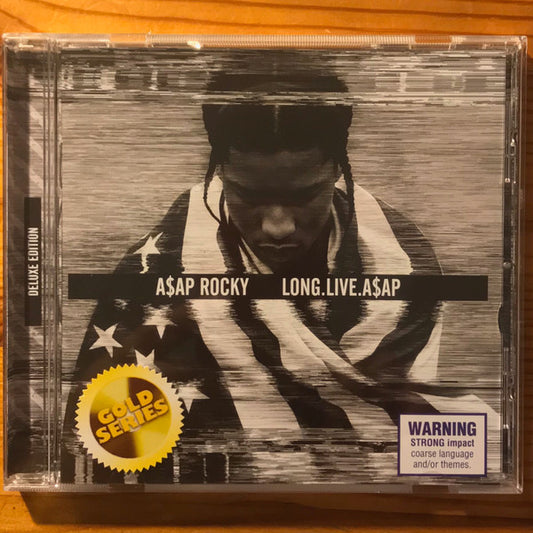 DELUXE EDITION
A$AP ROCKY LONG.LIVE.A$AP
GOLD
SERIES
WARNING
STRONG impact
coarse language
and/or themes.